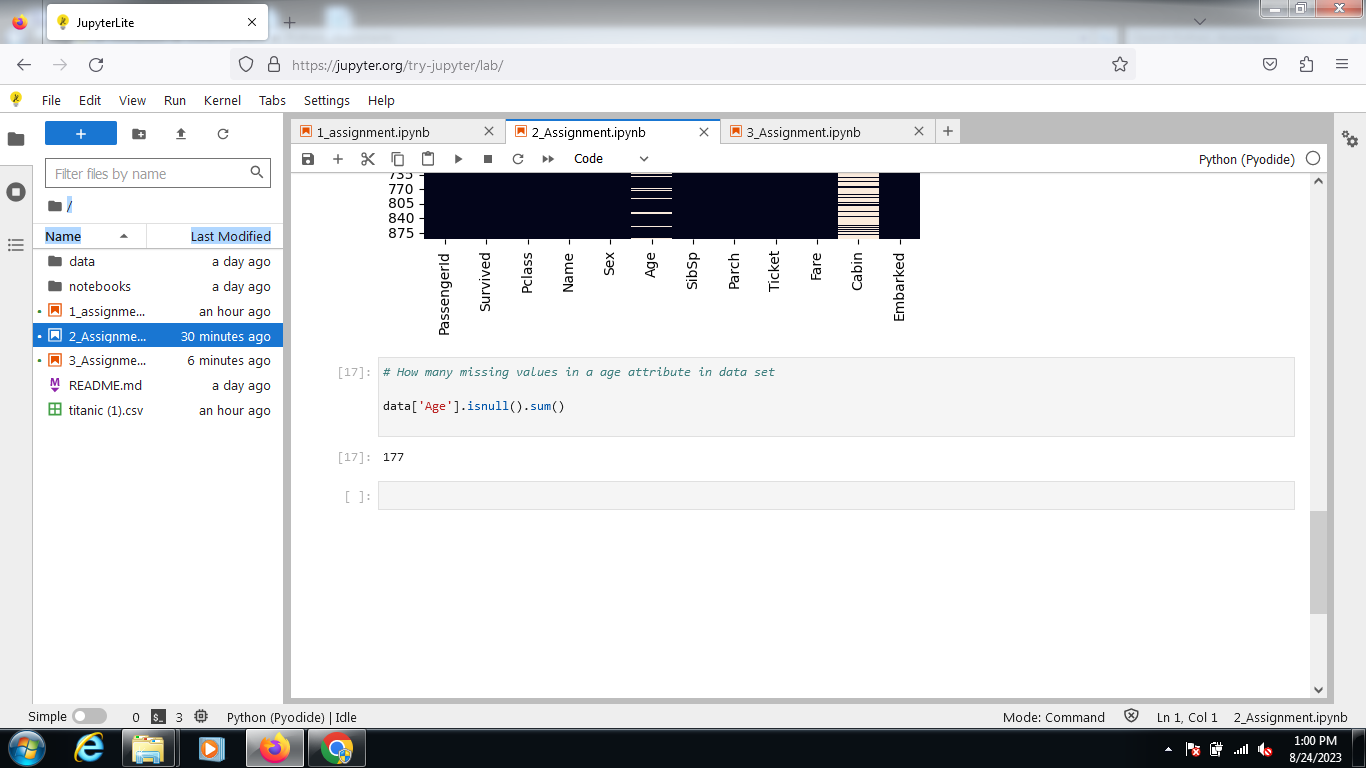 JupyterLite
https://jupyter.org/try-jupyter/lab/
File Edit View Run Kernel Tabs Settings Help
1_assignment.ipynb 2_Assignment.ipynb 3_Assignment.ipynb
Filter files by name
Code
Python (Pyodide)
/
Name Last Modified
data a day ago
notebooks a day ago
1_assignme... an hour ago
2_Assignme... 30 minutes ago
3_Assignme... 6 minutes ago
README.md a day ago
titanic (1).csv an hour ago
735
770
805
840
875
PassengerId
Survived
Pclass
Name
Sex
Age
SibSp
Parch
Ticket
Fare
Cabin
Embarked
[17]: # How many missing values in a age attribute in data set
data['Age'].isnull().sum()
[17]: 177
[ ]:
Simple 0 3 Python (Pyodide) | Idle Mode: Command Ln 1, Col 1 2_Assignment.ipynb
1:00 PM
8/24/2023